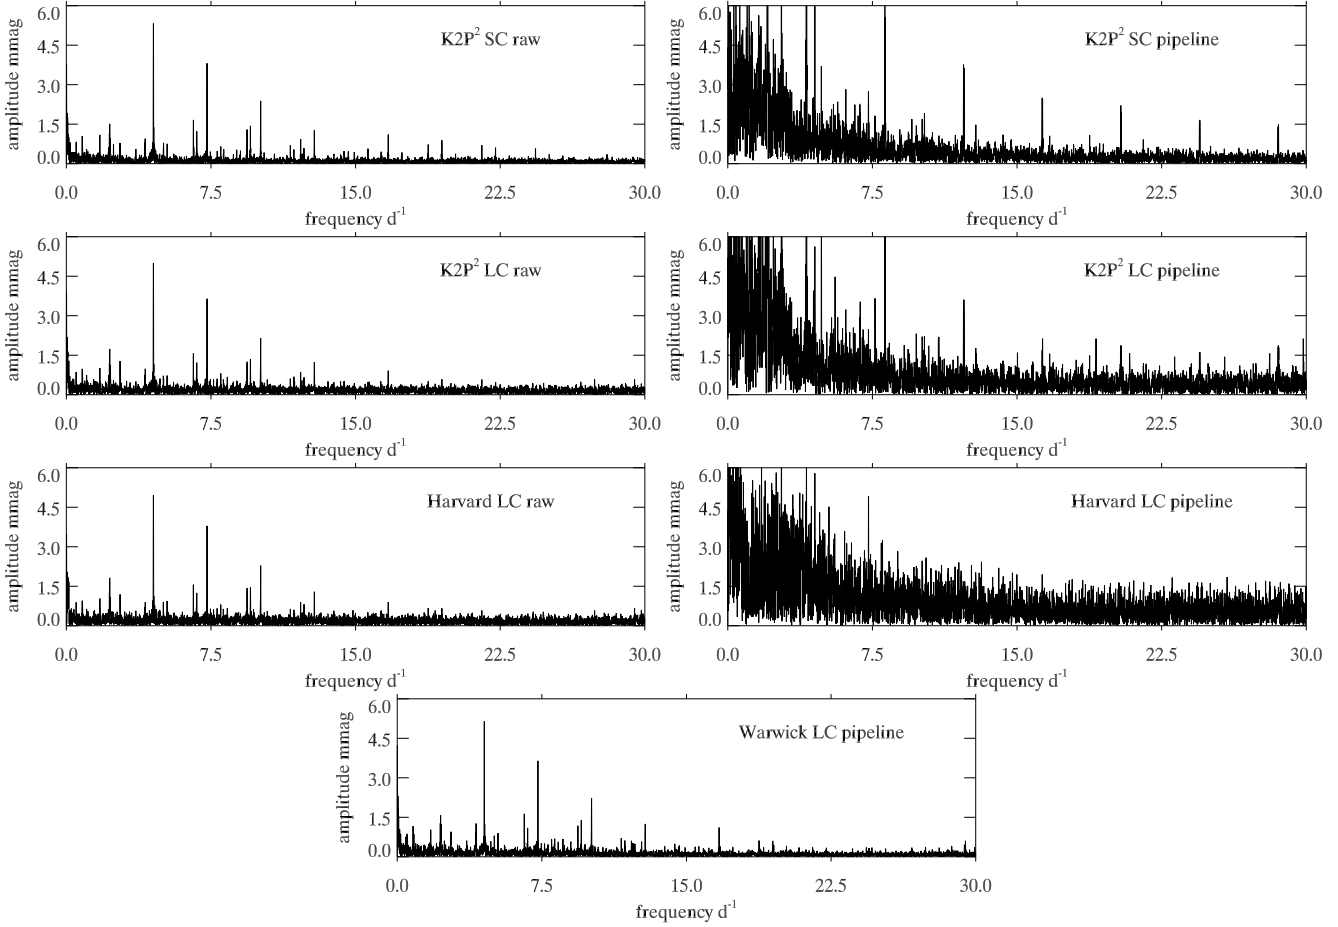 amplitude mmag
6.0
4.5
3.0
1.5
0.0
K2P² SC raw
0.0 7.5 15.0 22.5 30.0
frequency d⁻¹
amplitude mmag
6.0
4.5
3.0
1.5
0.0
K2P² SC pipeline
0.0 7.5 15.0 22.5 30.0
frequency d⁻¹
amplitude mmag
6.0
4.5
3.0
1.5
0.0
K2P² LC raw
0.0 7.5 15.0 22.5 30.0
frequency d⁻¹
amplitude mmag
6.0
4.5
3.0
1.5
0.0
K2P² LC pipeline
0.0 7.5 15.0 22.5 30.0
frequency d⁻¹
amplitude mmag
6.0
4.5
3.0
1.5
0.0
Harvard LC raw
0.0 7.5 15.0 22.5 30.0
frequency d⁻¹
amplitude mmag
6.0
4.5
3.0
1.5
0.0
Harvard LC pipeline
0.0 7.5 15.0 22.5 30.0
frequency d⁻¹
amplitude mmag
6.0
4.5
3.0
1.5
0.0
Warwick LC pipeline
0.0 7.5 15.0 22.5 30.0
frequency d⁻¹